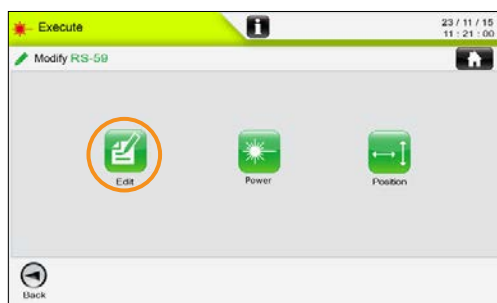 Execute
23 / 11 / 15
11 : 21 : 00
Modify RS-59
Edit
Power
Position
Back